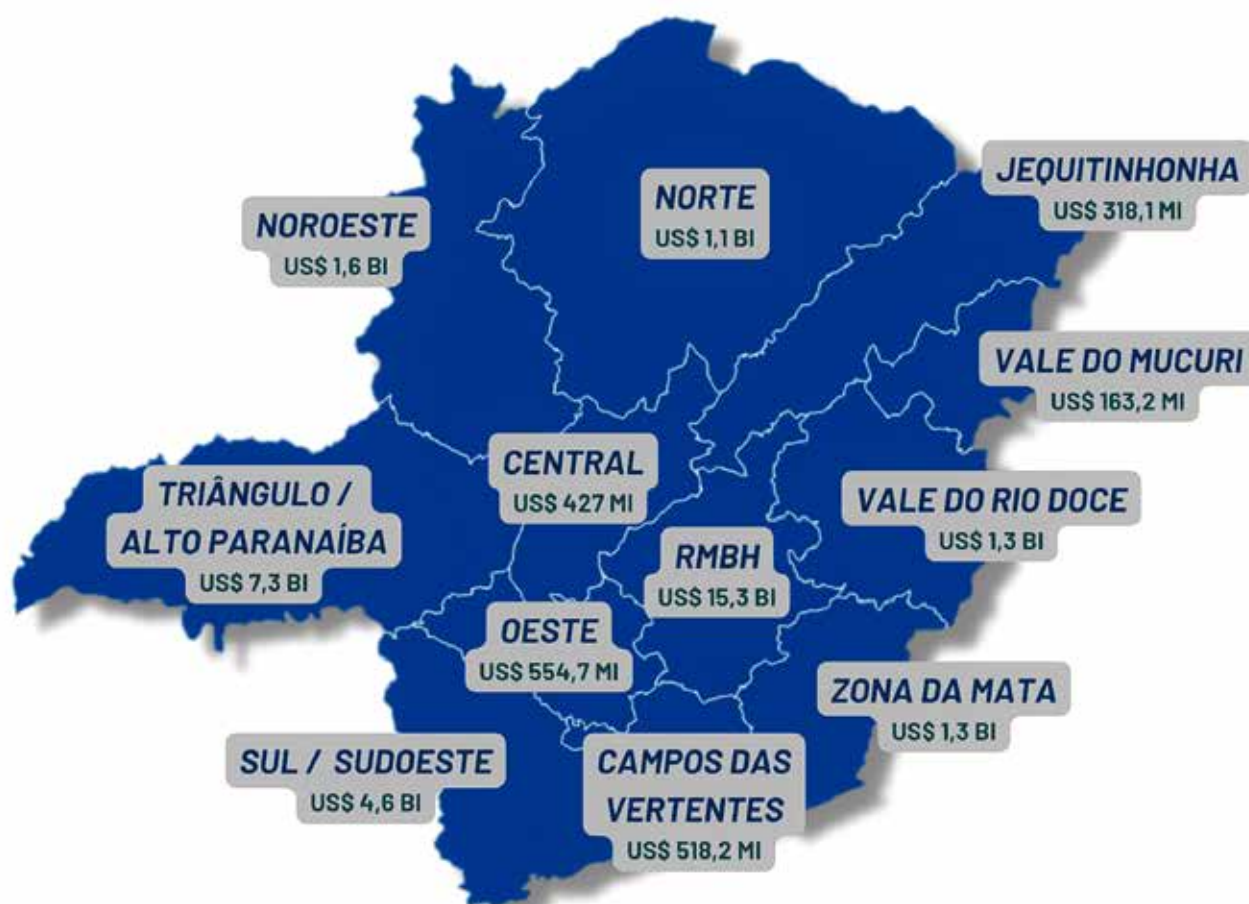 NORTE
US$ 1,1 BI
JEQUITINHONHA
US$ 318,1 MI
NOROESTE
US$ 1,6 BI
VALE DO MUCURI
US$ 163,2 MI
CENTRAL
US$ 427 MI
TRIÂNGULO /
ALTO PARANAÍBA
US$ 7,3 BI
VALE DO RIO DOCE
US$ 1,3 BI
RMBH
US$ 15,3 BI
OESTE
US$ 554,7 MI
ZONA DA MATA
US$ 1,3 BI
SUL / SUDOESTE
US$ 4,6 BI
CAMPOS DAS
VERTENTES
US$ 518,2 MI